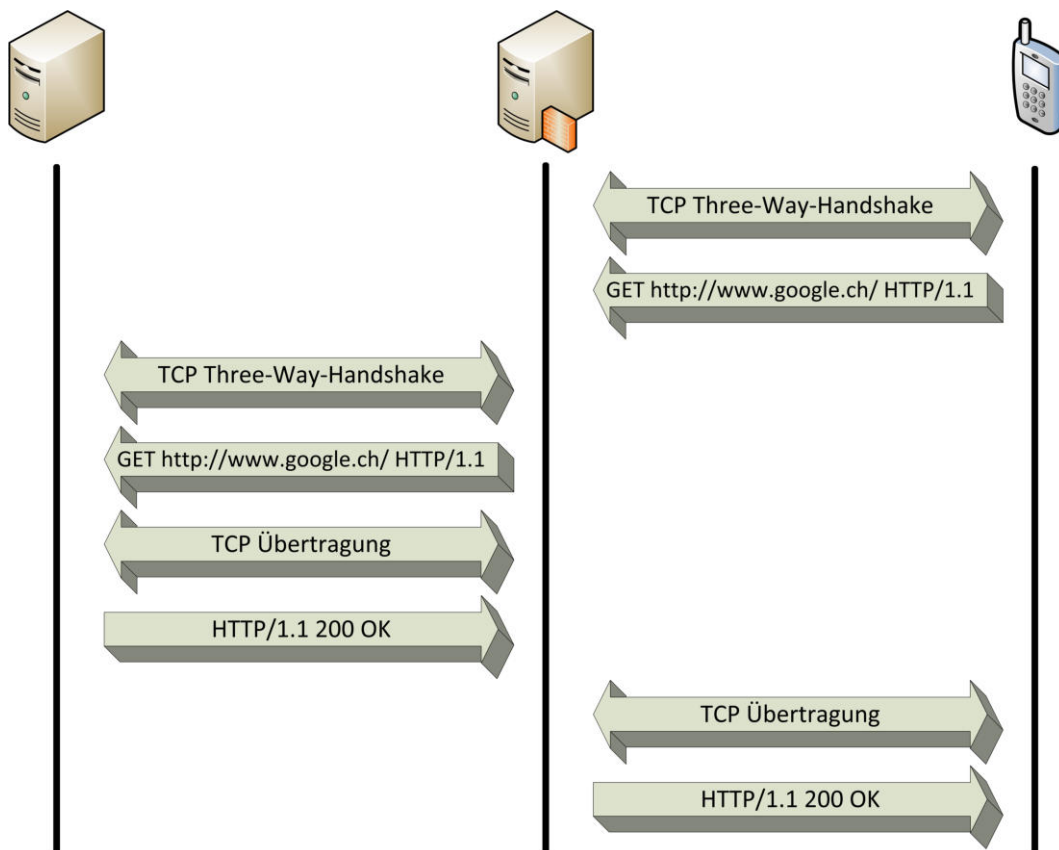 TCP Three-Way-Handshake
GET http://www.google.ch/ HTTP/1.1
TCP Three-Way-Handshake
GET http://www.google.ch/ HTTP/1.1
TCP Übertragung
HTTP/1.1 200 OK
TCP Übertragung
HTTP/1.1 200 OK